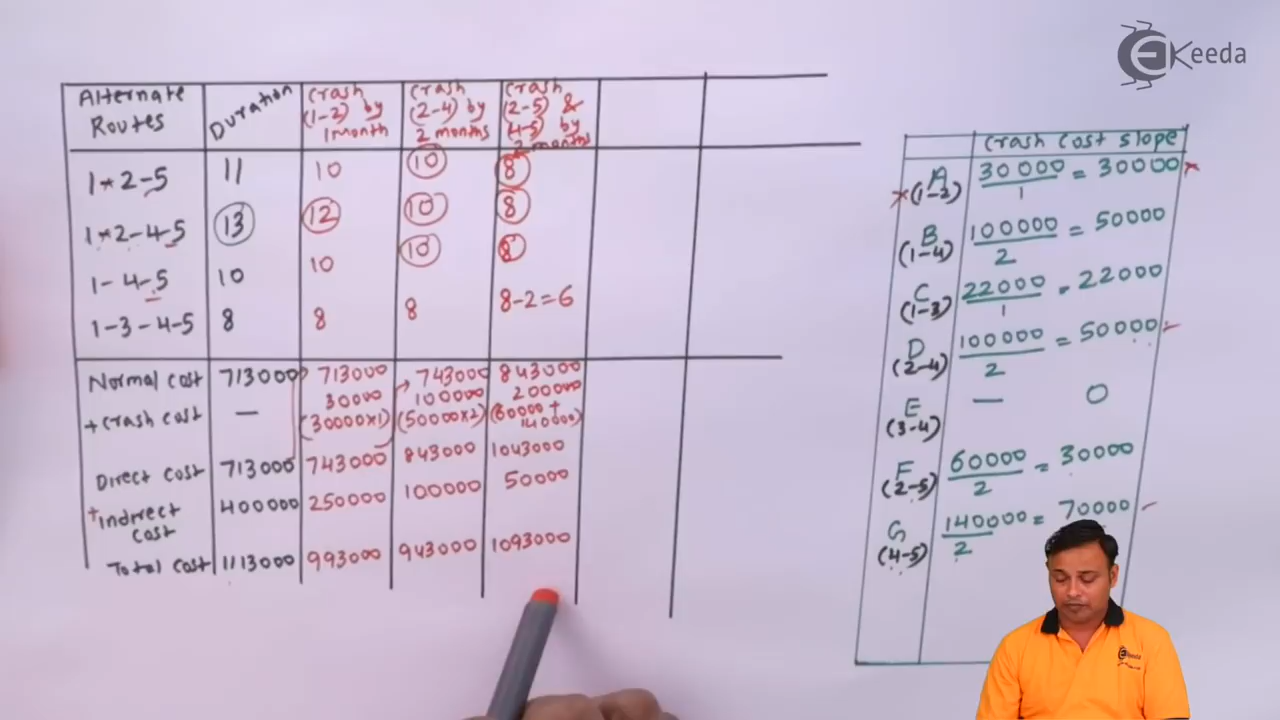 Keeda
Alternate Routes
Duration
Crash (1-2) by 1 month
Crash (2-4) by 2 months
Crash (2-5) & (4-5) by 2 months
1-2-5 11 10 10 8
1-2-4-5 13 12 10 8
1-4-5 10 10 10 8
1-3-4-5 8 8 8 8-2=6
Normal cost 713000 713000 743000 843000
+ Crash cost — 30000 100000 200000
(30000x1) (50000x2) (60000 + 140000)
Direct cost 713000 743000 843000 1043000
+ Indirect cost 400000 250000 100000 50000
Total cost 1113000 993000 943000 1093000
Crash cost slope
A (1-2) 30000/1 = 30000
B (1-4) 100000/2 = 50000
C (1-3) 22000/1 = 22000
D (2-4) 100000/2 = 50000
E (3-4) — 0
F (2-5) 60000/2 = 30000
G (4-5) 140000/2 = 70000